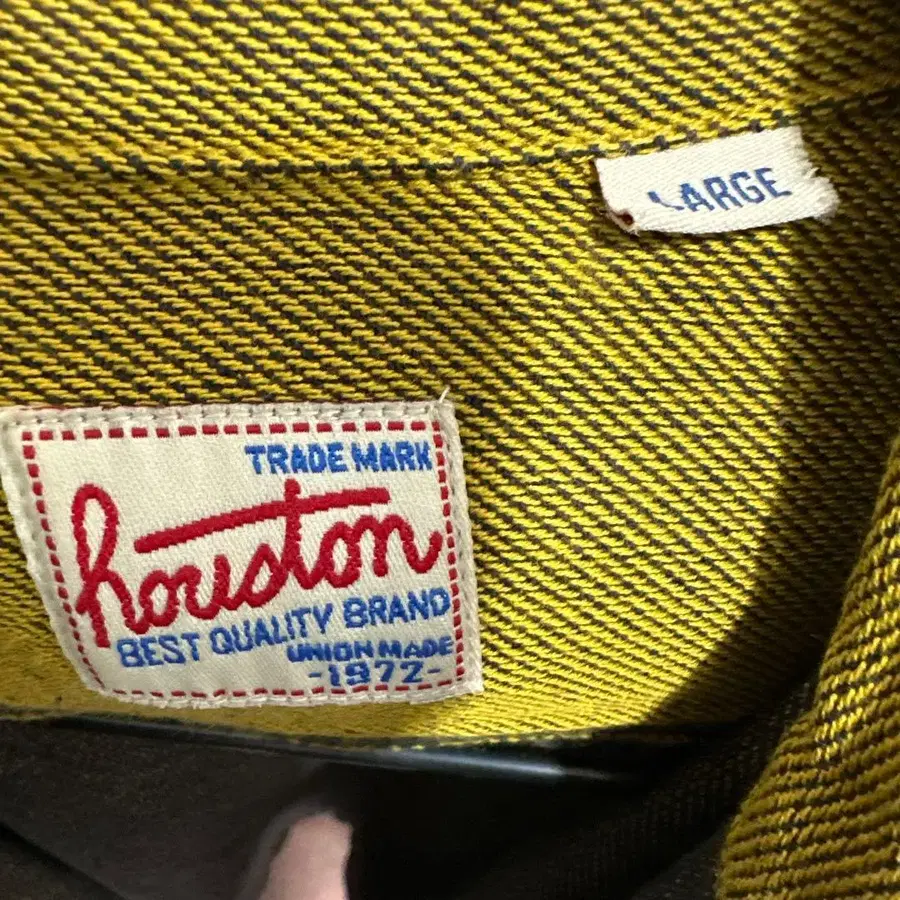 LARGE
TRADE MARK
houston
BEST QUALITY BRAND
UNION MADE
-1972-